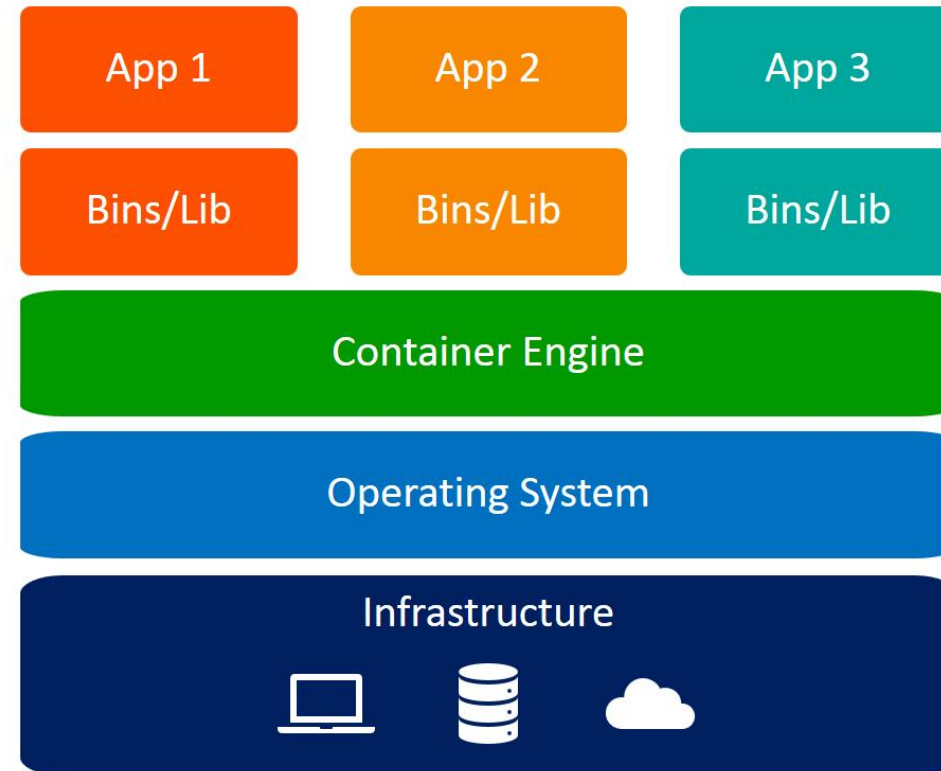 App 1
App 2
App 3
Bins/Lib
Bins/Lib
Bins/Lib
Container Engine
Operating System
Infrastructure